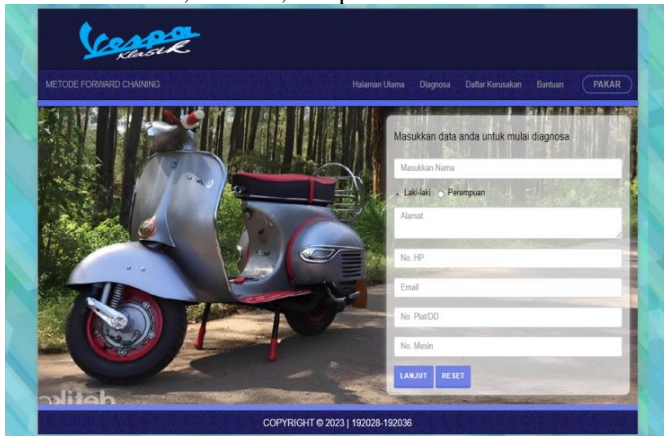 Vespa
Klasik
METODE FORWARD CHAINING
Halaman Utama Diagnosa Daftar Kerusakan Bantuan PAKAR
Masukkan data anda untuk mulai diagnosa
Masukkan Nama
Laki-laki Perempuan
Alamat
No. HP
Email
No. Plat/DD
No. Mesin
LANJUT RESET
COPYRIGHT © 2023 | 192028-192036